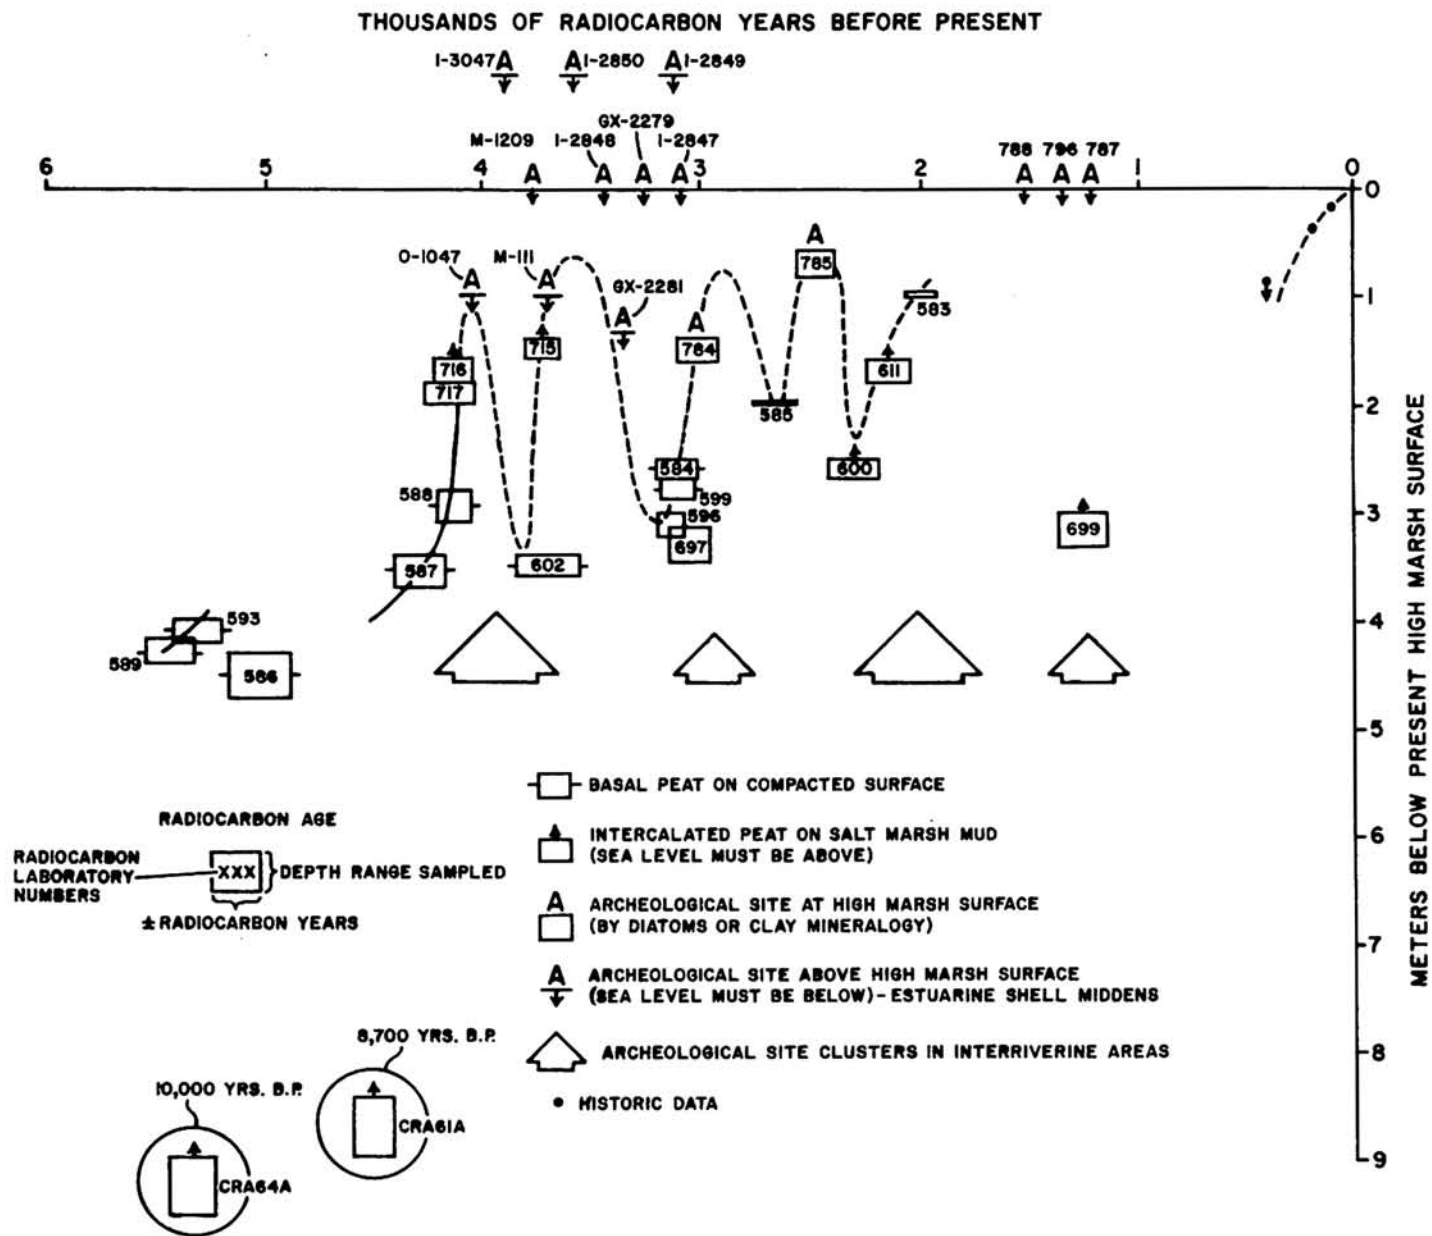 THOUSANDS OF RADIOCARBON YEARS BEFORE PRESENT
I-3047 A A I-2850 A I-2849
GX-2279
M-1209 I-2848 I-2847
788 796 787
6 5 4 3 2 1 0
A A A A A A A
0
A
O-1047 M-111 785
A A GX-2281
A
1
583
A
715 784
716 611
717
585
2
584 600
588 599
3
596
697 699
587 602
593
4
589
586
5
METERS BELOW PRESENT HIGH MARSH SURFACE
BASAL PEAT ON COMPACTED SURFACE
RADIOCARBON AGE
INTERCALATED PEAT ON SALT MARSH MUD
(SEA LEVEL MUST BE ABOVE)
6
RADIOCARBON
LABORATORY
NUMBERS
XXX
DEPTH RANGE SAMPLED
± RADIOCARBON YEARS
A
ARCHEOLOGICAL SITE AT HIGH MARSH SURFACE
(BY DIATOMS OR CLAY MINERALOGY)
7
A
ARCHEOLOGICAL SITE ABOVE HIGH MARSH SURFACE
(SEA LEVEL MUST BE BELOW)-ESTUARINE SHELL MIDDENS
8
ARCHEOLOGICAL SITE CLUSTERS IN INTERRIVERINE AREAS
HISTORIC DATA
9
8,700 YRS. B.P.
CRA61A
10,000 YRS. B.P.
CRA64A